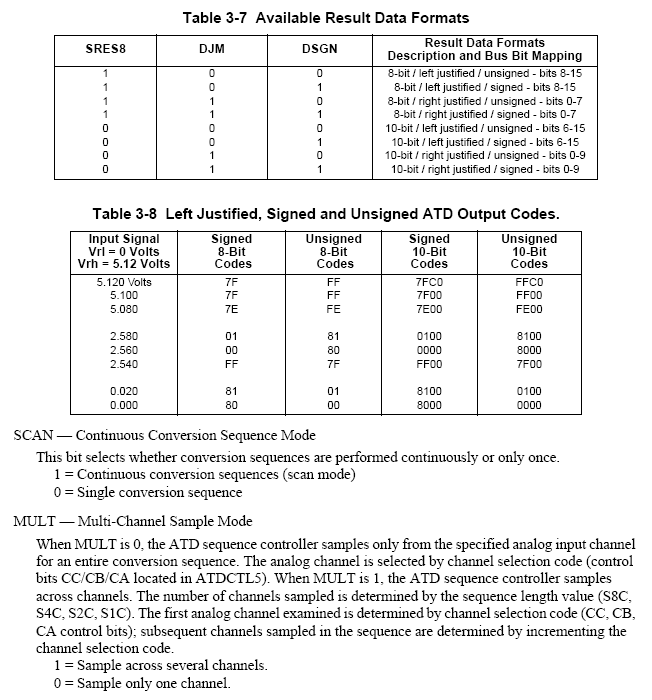 Table 3-7 Available Result Data Formats
SRES8 DJM DSGN Result Data Formats
Description and Bus Bit Mapping
1 0 0 8-bit / left justified / unsigned - bits 8-15
1 0 1 8-bit / left justified / signed - bits 8-15
1 1 0 8-bit / right justified / unsigned - bits 0-7
1 1 1 8-bit / right justified / signed - bits 0-7
0 0 0 10-bit / left justified / unsigned - bits 6-15
0 0 1 10-bit / left justified / signed - bits 6-15
0 1 0 10-bit / right justified / unsigned - bits 0-9
0 1 1 10-bit / right justified / signed - bits 0-9
Table 3-8 Left Justified, Signed and Unsigned ATD Output Codes.
Input Signal Signed Unsigned Signed Unsigned
Vrl = 0 Volts 8-Bit 8-Bit 10-Bit 10-Bit
Vrh = 5.12 Volts Codes Codes Codes Codes
5.120 Volts 7F FF 7FC0 FFC0
5.100 7F FF 7F00 FF00
5.080 7E FE 7E00 FE00
2.580 01 81 0100 8100
2.560 00 80 0000 8000
2.540 FF 7F FF00 7F00
0.020 81 01 8100 0100
0.000 80 00 8000 0000
SCAN — Continuous Conversion Sequence Mode
This bit selects whether conversion sequences are performed continuously or only once.
1 = Continuous conversion sequences (scan mode)
0 = Single conversion sequence
MULT — Multi-Channel Sample Mode
When MULT is 0, the ATD sequence controller samples only from the specified analog input channel
for an entire conversion sequence. The analog channel is selected by channel selection code (control
bits CC/CB/CA located in ATDCTL5). When MULT is 1, the ATD sequence controller samples
across channels. The number of channels sampled is determined by the sequence length value (S8C,
S4C, S2C, S1C). The first analog channel examined is determined by channel selection code (CC, CB,
CA control bits); subsequent channels sampled in the sequence are determined by incrementing the
channel selection code.
1 = Sample across several channels.
0 = Sample only one channel.